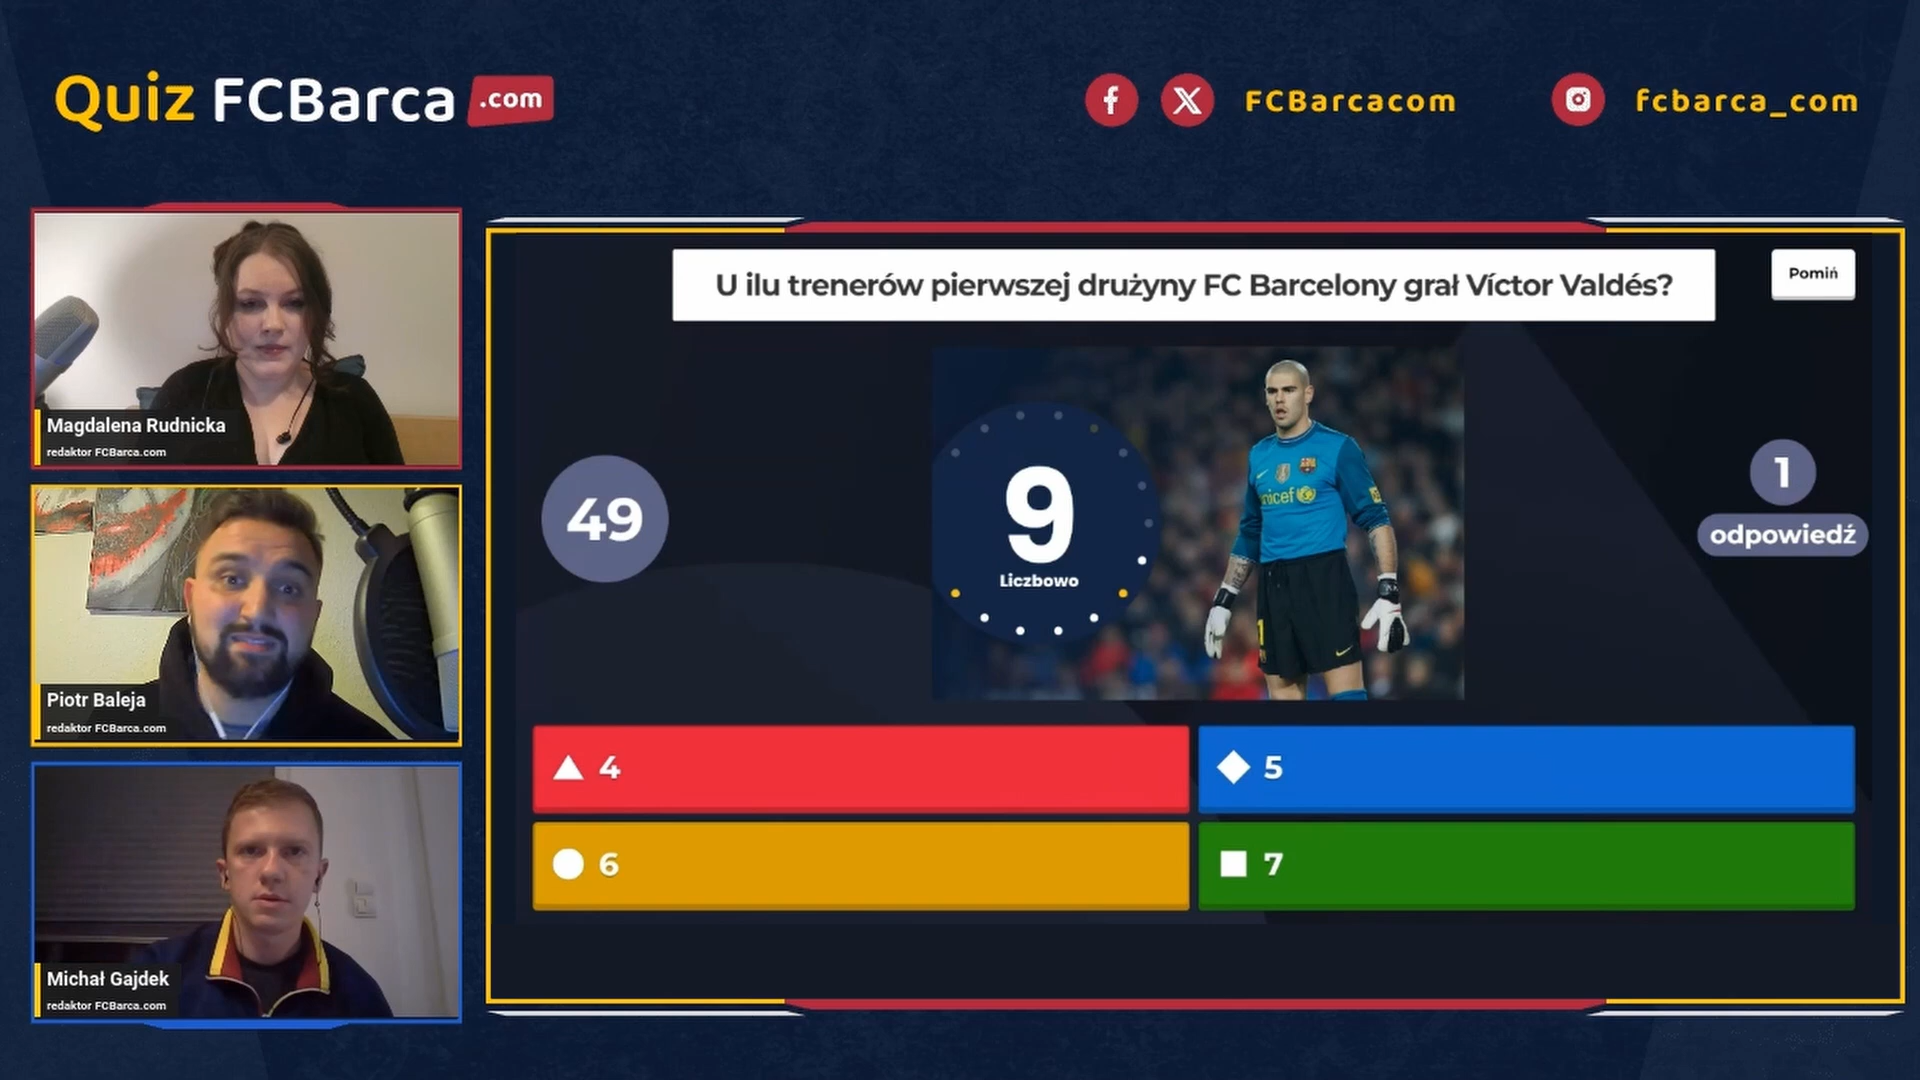 Quiz FCBarca .com
FCBarcacom
fcbarca_com
U ilu trenerów pierwszej drużyny FC Barcelony grał Víctor Valdés?
Pomiń
Magdalena Rudnicka
redaktor FCBarca.com
Piotr Baleja
redaktor FCBarca.com
Michał Gajdek
redaktor FCBarca.com
49
9
Liczbowo
unicef
1
odpowiedź
4
5
6
7